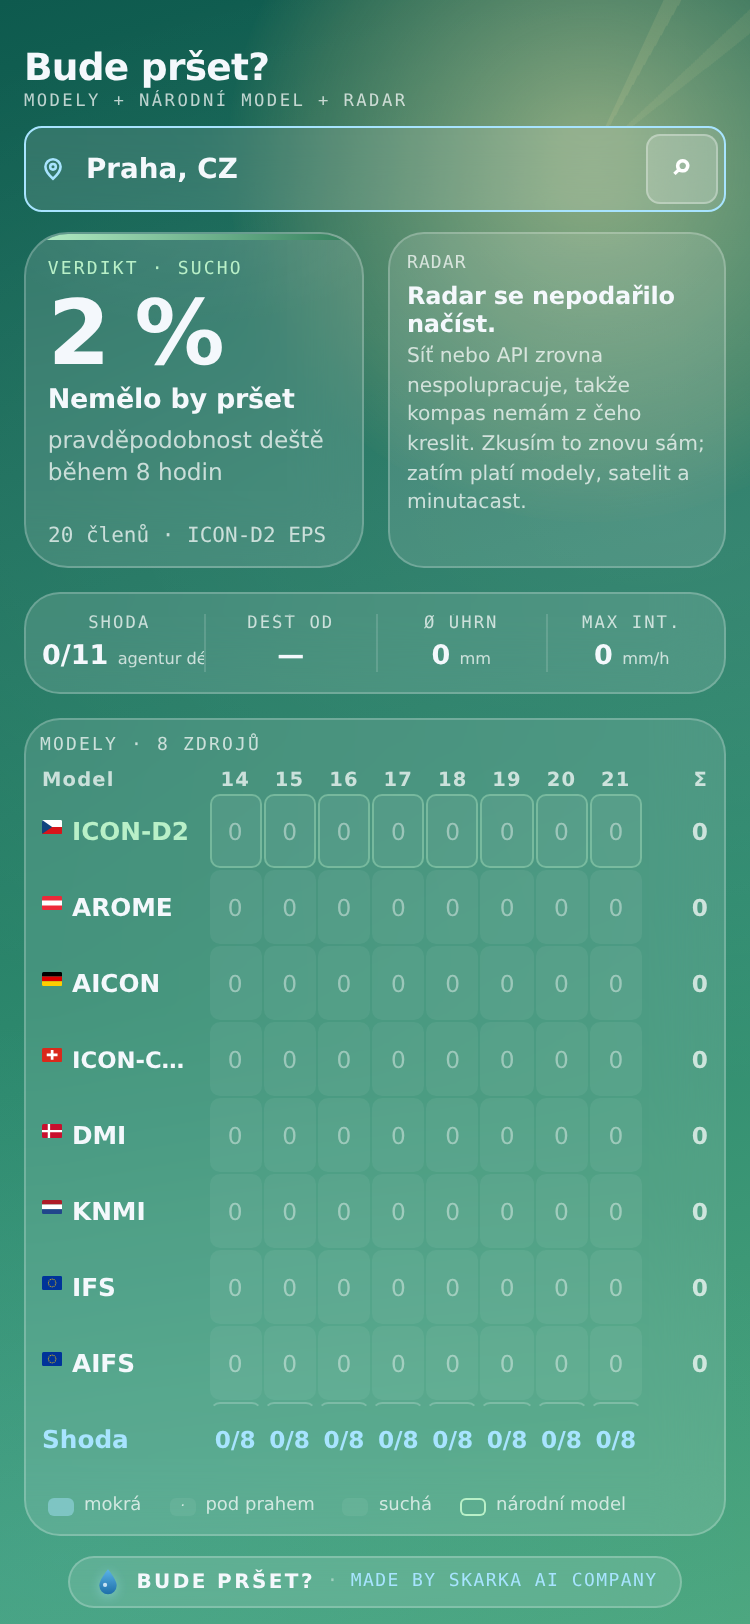 Bude pršet?
MODELY + NÁRODNÍ MODEL + RADAR
Praha, CZ
VERDIKT · SUCHO
2 %
Nemělo by pršet
pravděpodobnost deště
během 8 hodin
20 členů · ICON-D2 EPS
RADAR
Radar se nepodařilo
načíst.
Síť nebo API zrovna
nespolupracuje, takže
kompas nemám z čeho
kreslit. Zkusím to znovu sám;
zatím platí modely, satelit a
minutacast.
SHODA DEST OD Ø UHRN MAX INT.
0/11 agentur dé — 0 mm 0 mm/h
MODELY · 8 ZDROJŮ
Model 14 15 16 17 18 19 20 21 Σ
ICON-D2 0 0 0 0 0 0 0 0 0
AROME 0 0 0 0 0 0 0 0 0
AICON 0 0 0 0 0 0 0 0 0
ICON-C… 0 0 0 0 0 0 0 0 0
DMI 0 0 0 0 0 0 0 0 0
KNMI 0 0 0 0 0 0 0 0 0
IFS 0 0 0 0 0 0 0 0 0
AIFS 0 0 0 0 0 0 0 0 0
Shoda 0/8 0/8 0/8 0/8 0/8 0/8 0/8 0/8
mokrá · pod prahem suchá národní model
BUDE PRŠET? · MADE BY SKARKA AI COMPANY